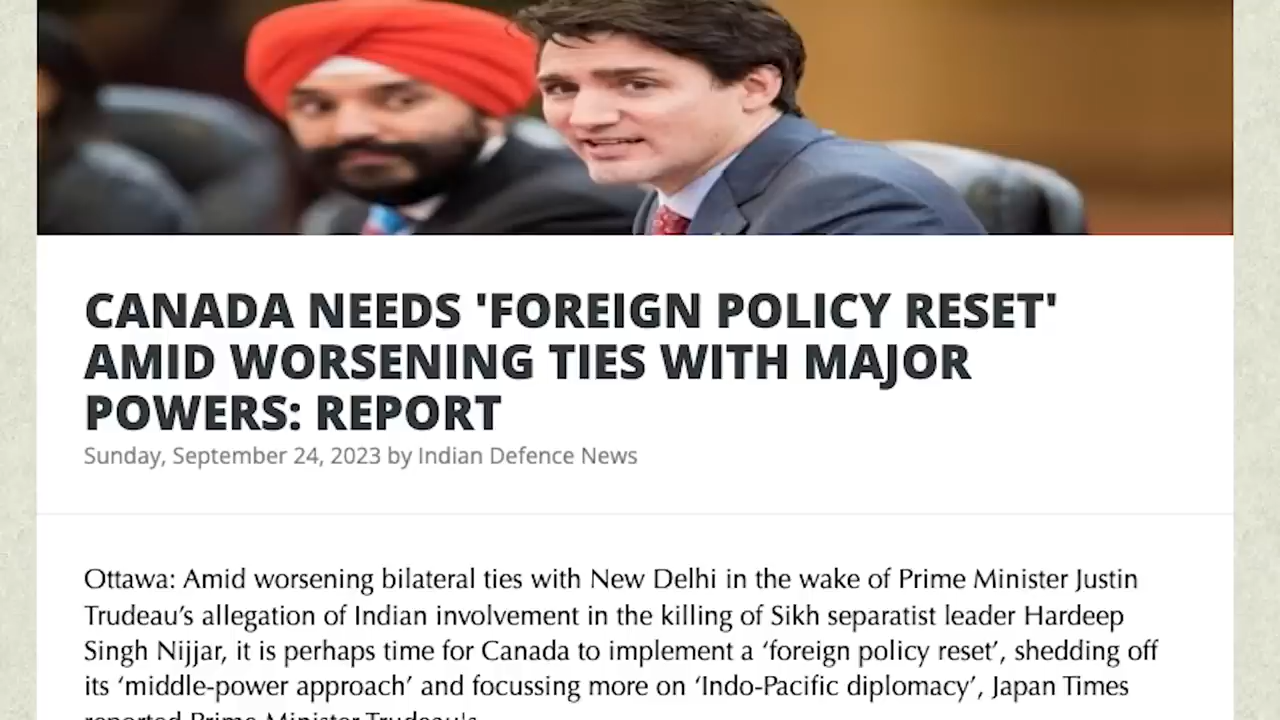 CANADA NEEDS 'FOREIGN POLICY RESET'
AMID WORSENING TIES WITH MAJOR
POWERS: REPORT
Sunday, September 24, 2023 by Indian Defence News
Ottawa: Amid worsening bilateral ties with New Delhi in the wake of Prime Minister Justin
Trudeau’s allegation of Indian involvement in the killing of Sikh separatist leader Hardeep
Singh Nijjar, it is perhaps time for Canada to implement a ‘foreign policy reset’, shedding off
its ‘middle-power approach’ and focussing more on ‘Indo-Pacific diplomacy’, Japan Times
reported Prime Minister Trudeau's